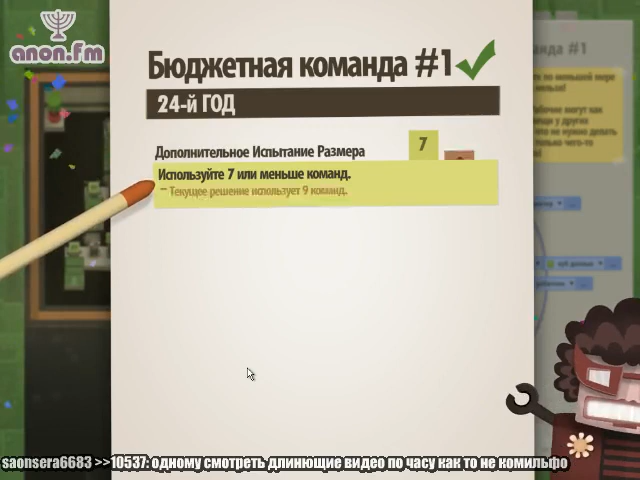 anon.fm
Бюджетная команда #1
24-й ГОД
Дополнительное Испытание Размера
7
Используйте 7 или меньше команд.
– Текущее решение использует 9 команд.
saonsera6683 >>10537: одному смотреть длинющие видео по часу как то не комильфо